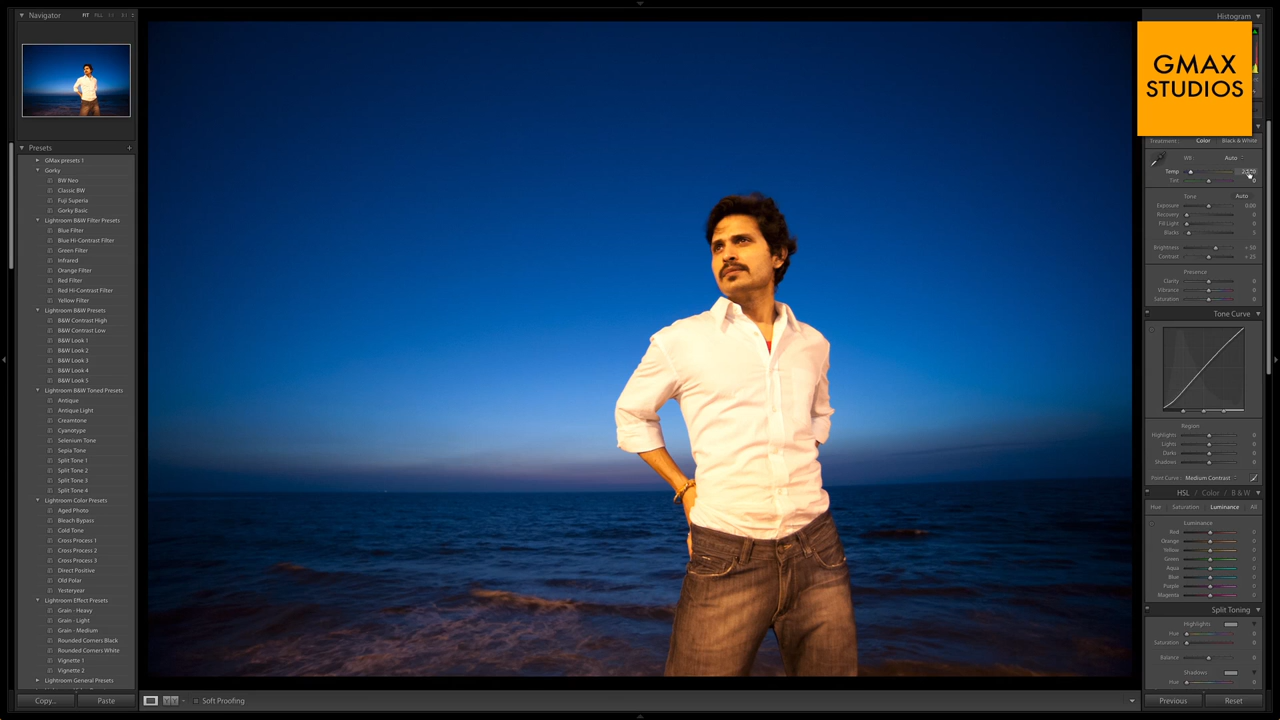 Navigator
FIT
FILL
Presets
GMax presets 1
Gorky
BW Neo
Classic BW
Fuji Superia
Gorky Basic
Lightroom B&W Filter Presets
Blue Filter
Blue Hi-Contrast Filter
Green Filter
Infrared
Orange Filter
Red Filter
Red Hi-Contrast Filter
Yellow Filter
Lightroom B&W Presets
B&W Contrast High
B&W Contrast Low
B&W Look 1
B&W Look 2
B&W Look 3
B&W Look 4
B&W Look 5
Lightroom B&W Toned Presets
Antique
Antique Light
Creamtone
Cyanotype
Selenium Tone
Sepia Tone
Split Tone 1
Split Tone 2
Split Tone 3
Split Tone 4
Lightroom Color Presets
Aged Photo
Bleach Bypass
Cold Tone
Cross Process 1
Cross Process 2
Cross Process 3
Direct Positive
Old Polar
Yesteryear
Lightroom Effect Presets
Grain - Heavy
Grain - Light
Grain - Medium
Rounded Corners Black
Rounded Corners White
Vignette 1
Vignette 2
Lightroom General Presets
Copy...
Paste
Soft Proofing
Histogram
GMAX
STUDIOS
Treatment: Color Black & White
WB: Auto
Temp
Tint 0
Tone Auto
Exposure 0.00
Recovery 0
Fill Light 0
Blacks 5
Brightness + 50
Contrast + 25
Presence
Clarity 0
Vibrance 0
Saturation 0
Tone Curve
Region
Highlights 0
Lights 0
Darks 0
Shadows 0
Point Curve: Medium Contrast
HSL / Color / B & W
Hue Saturation Luminance All
Luminance
Red 0
Orange 0
Yellow 0
Green 0
Aqua 0
Blue 0
Purple 0
Magenta 0
Split Toning
Highlights
Hue 0
Saturation 0
Balance 0
Shadows
Hue 0
Previous
Reset